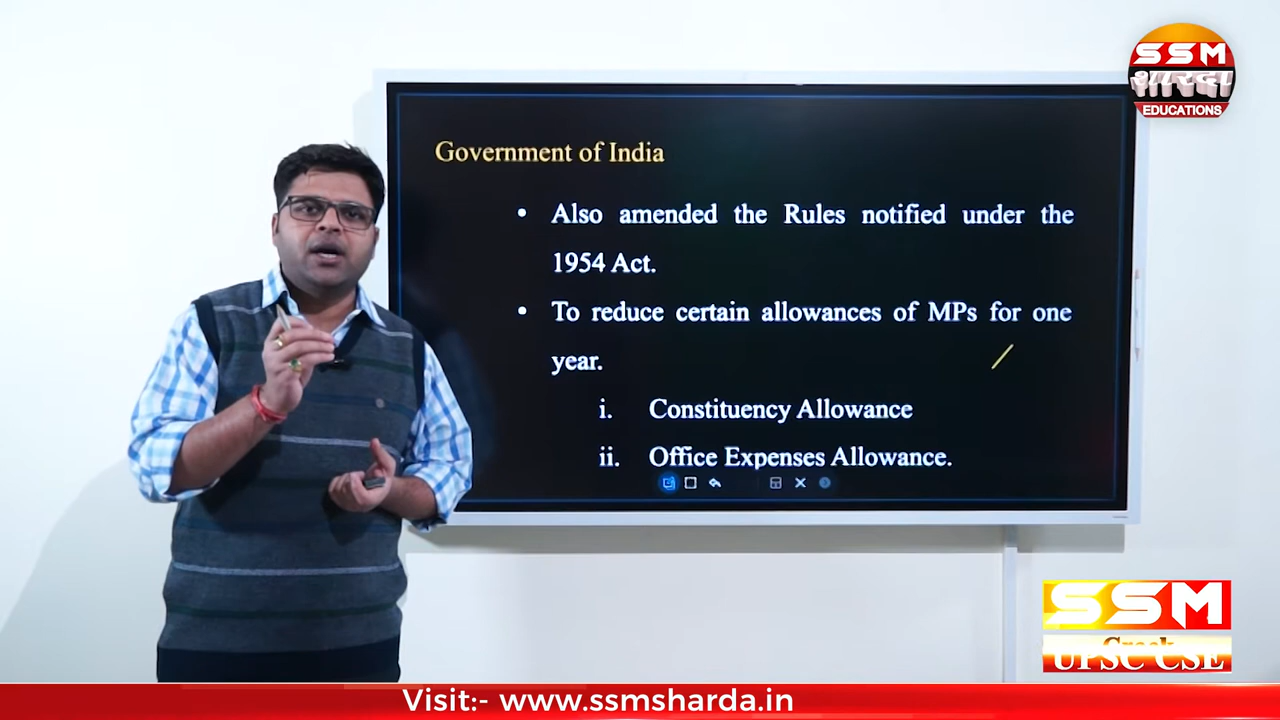 SSM
शारदा
EDUCATIONS
Government of India
• Also amended the Rules notified under the
1954 Act.
• To reduce certain allowances of MPs for one
year.
i. Constituency Allowance
ii. Office Expenses Allowance.
SSM
Crack
UPSC CSE
Visit:- www.ssmsharda.in